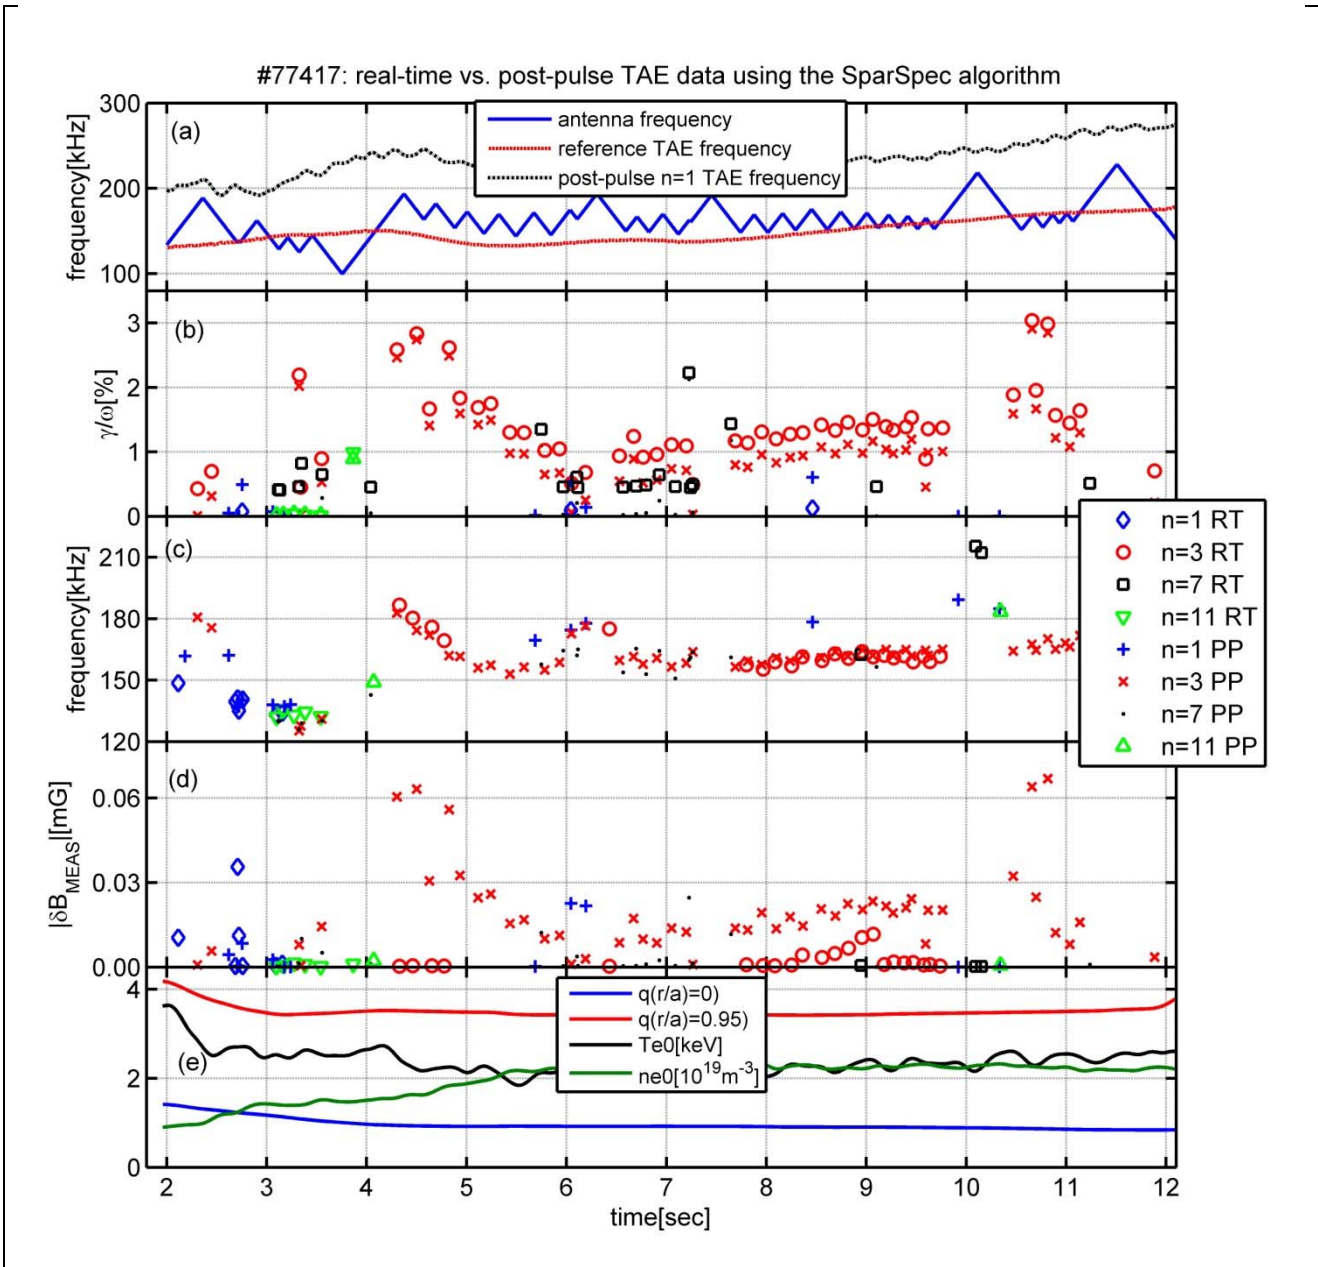 #77417: real-time vs. post-pulse TAE data using the SparSpec algorithm
300
200
100
frequency[kHz]
(a)
antenna frequency
reference TAE frequency
post-pulse n=1 TAE frequency
3
2
1
0
γ/ω[%]
(b)
210
180
150
120
frequency[kHz]
(c)
n=1 RT
n=3 RT
n=7 RT
n=11 RT
n=1 PP
n=3 PP
n=7 PP
n=11 PP
0.06
0.03
0.00
|δB_MEAS|[mG]
(d)
4
2
0
(e)
q(r/a)=0)
q(r/a)=0.95)
Te0[keV]
ne0[10^19m^-3]
2 3 4 5 6 7 8 9 10 11 12
time[sec]